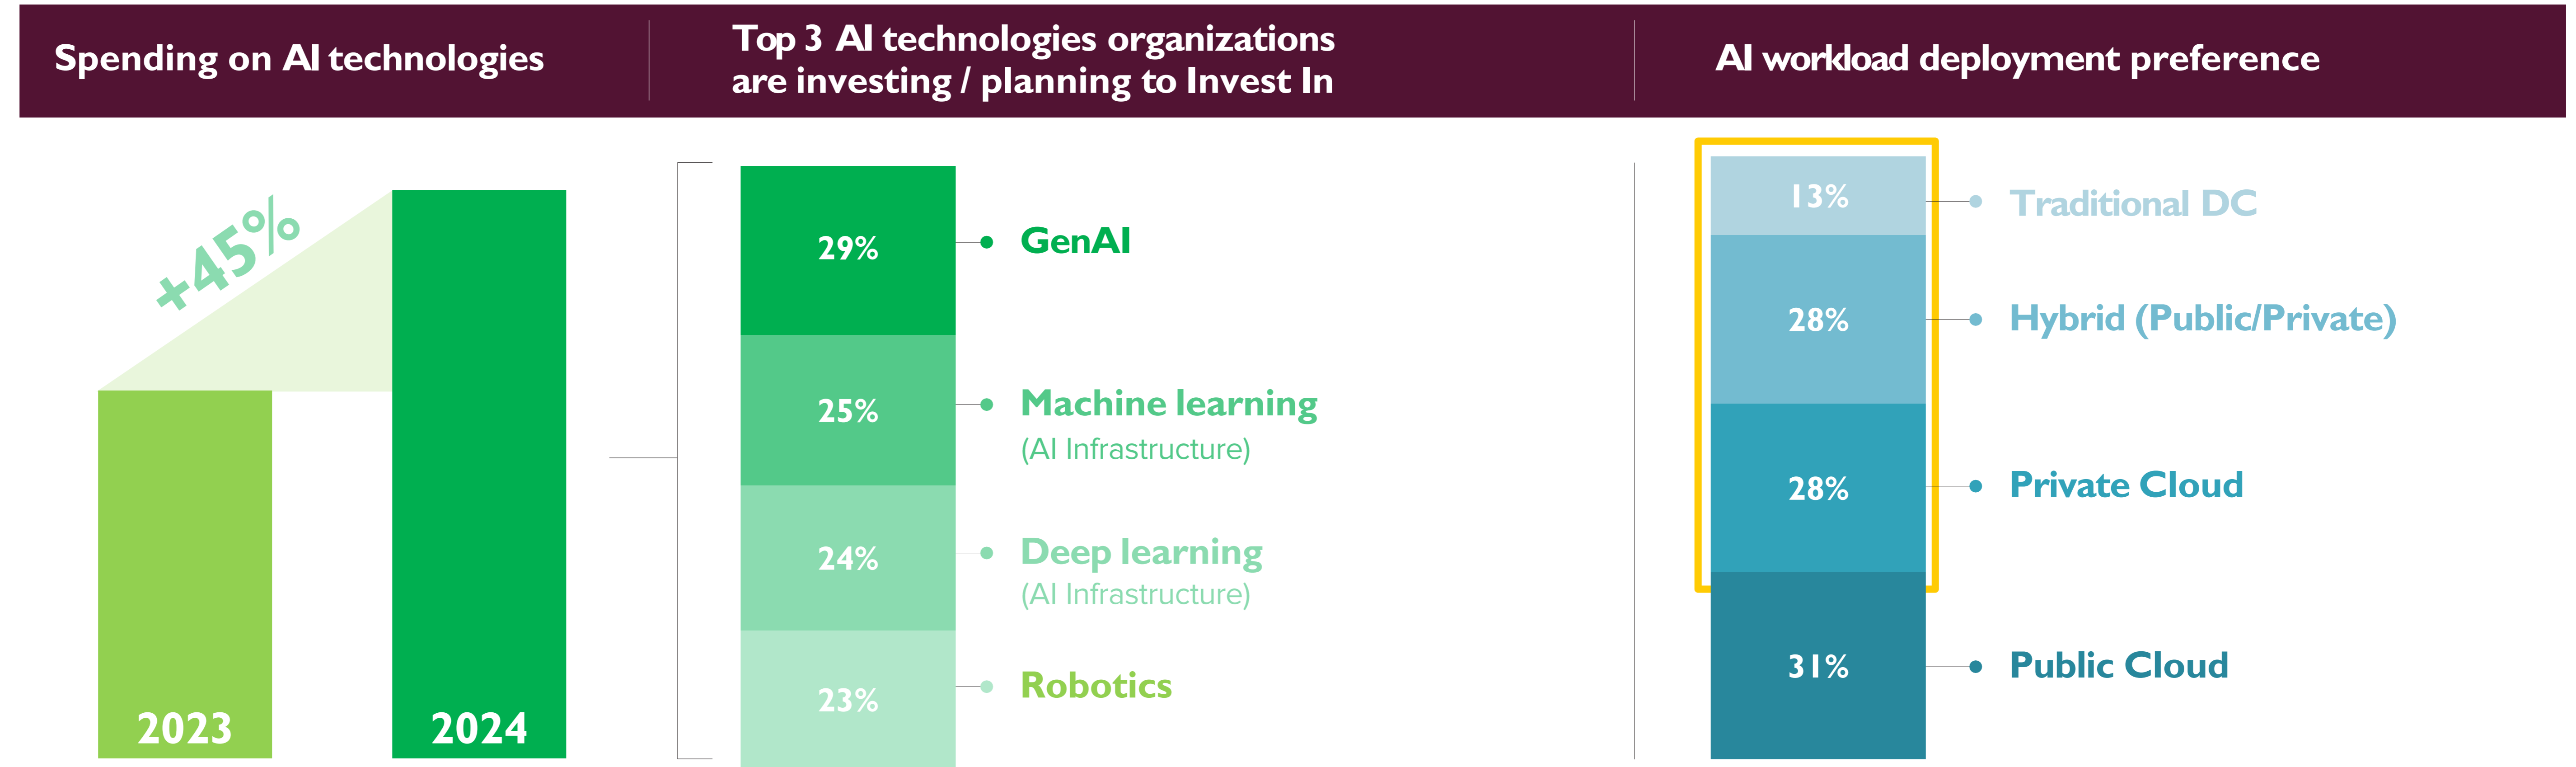 Spending on AI technologies
Top 3 AI technologies organizations
are investing / planning to Invest In
AI workload deployment preference
+45%
2023
2024
29%
GenAI
25%
Machine learning
(AI Infrastructure)
24%
Deep learning
(AI Infrastructure)
23%
Robotics
13%
Traditional DC
28%
Hybrid (Public/Private)
28%
Private Cloud
31%
Public Cloud